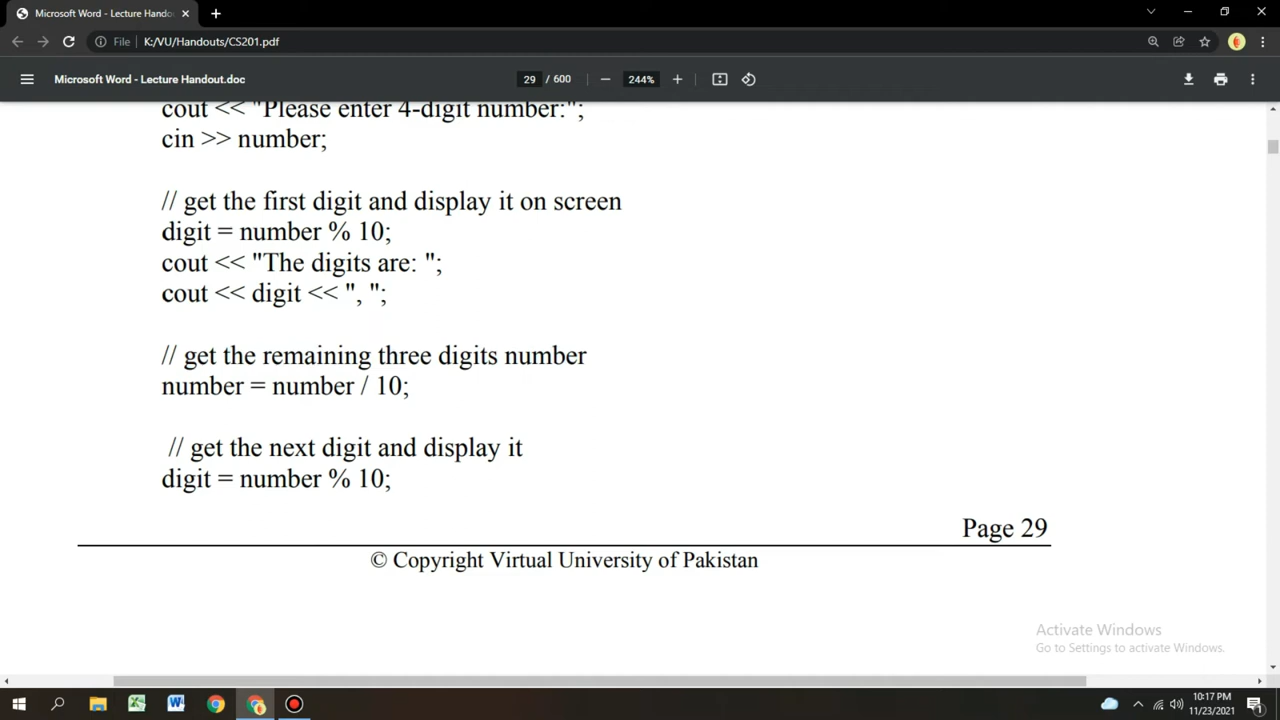 Microsoft Word - Lecture Hando
File K:/VU/Handouts/CS201.pdf
Microsoft Word - Lecture Handout.doc
29 / 600
244%
cout << "Please enter 4-digit number:";
cin >> number;
// get the first digit and display it on screen
digit = number % 10;
cout << "The digits are: ";
cout << digit << ", ";
// get the remaining three digits number
number = number / 10;
// get the next digit and display it
digit = number % 10;
Page 29
© Copyright Virtual University of Pakistan
Activate Windows
Go to Settings to activate Windows.
10:17 PM
11/23/2021
1